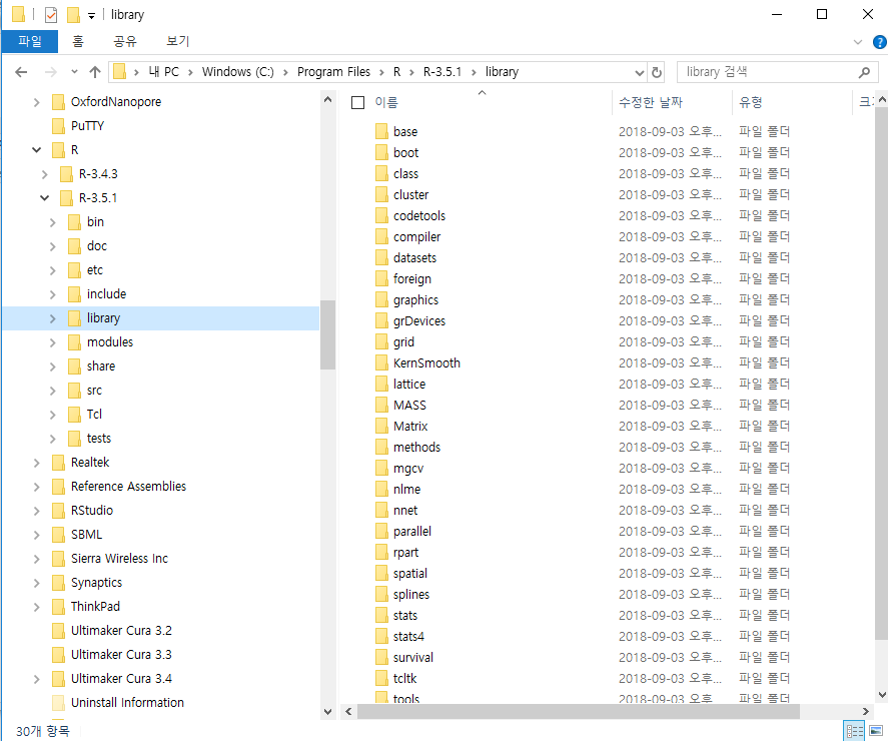 library
파일 홈 공유 보기
내 PC Windows (C:) Program Files R R-3.5.1 library library 검색
OxfordNanopore
PuTTY
R
R-3.4.3
R-3.5.1
bin
doc
etc
include
library
modules
share
src
Tcl
tests
Realtek
Reference Assemblies
RStudio
SBML
Sierra Wireless Inc
Synaptics
ThinkPad
Ultimaker Cura 3.2
Ultimaker Cura 3.3
Ultimaker Cura 3.4
Uninstall Information
이름 수정한 날짜 유형
base 2018-09-03 오후... 파일 폴더
boot 2018-09-03 오후... 파일 폴더
class 2018-09-03 오후... 파일 폴더
cluster 2018-09-03 오후... 파일 폴더
codetools 2018-09-03 오후... 파일 폴더
compiler 2018-09-03 오후... 파일 폴더
datasets 2018-09-03 오후... 파일 폴더
foreign 2018-09-03 오후... 파일 폴더
graphics 2018-09-03 오후... 파일 폴더
grDevices 2018-09-03 오후... 파일 폴더
grid 2018-09-03 오후... 파일 폴더
KernSmooth 2018-09-03 오후... 파일 폴더
lattice 2018-09-03 오후... 파일 폴더
MASS 2018-09-03 오후... 파일 폴더
Matrix 2018-09-03 오후... 파일 폴더
methods 2018-09-03 오후... 파일 폴더
mgcv 2018-09-03 오후... 파일 폴더
nlme 2018-09-03 오후... 파일 폴더
nnet 2018-09-03 오후... 파일 폴더
parallel 2018-09-03 오후... 파일 폴더
rpart 2018-09-03 오후... 파일 폴더
spatial 2018-09-03 오후... 파일 폴더
splines 2018-09-03 오후... 파일 폴더
stats 2018-09-03 오후... 파일 폴더
stats4 2018-09-03 오후... 파일 폴더
survival 2018-09-03 오후... 파일 폴더
tcltk 2018-09-03 오후... 파일 폴더
tools 2018-09-03 오후... 파일 폴더
30개 항목